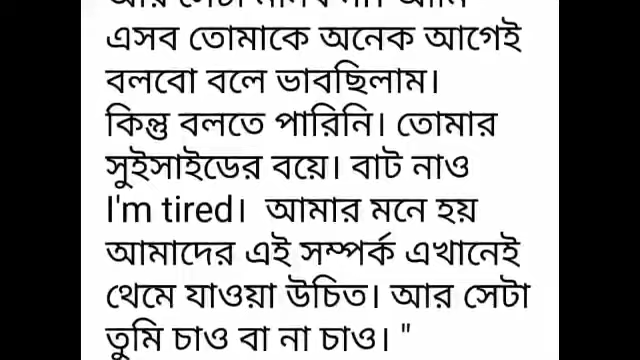 এসব তোমাকে অনেক আগেই
বলবো বলে ভাবছিলাম।
কিন্তু বলতে পারিনি। তোমার
সুইসাইডের বয়ে। বাট নাও
I'm tired। আমার মনে হয়
আমাদের এই সম্পর্ক এখানেই
থেমে যাওয়া উচিত। আর সেটা
তুমি চাও বা না চাও। "